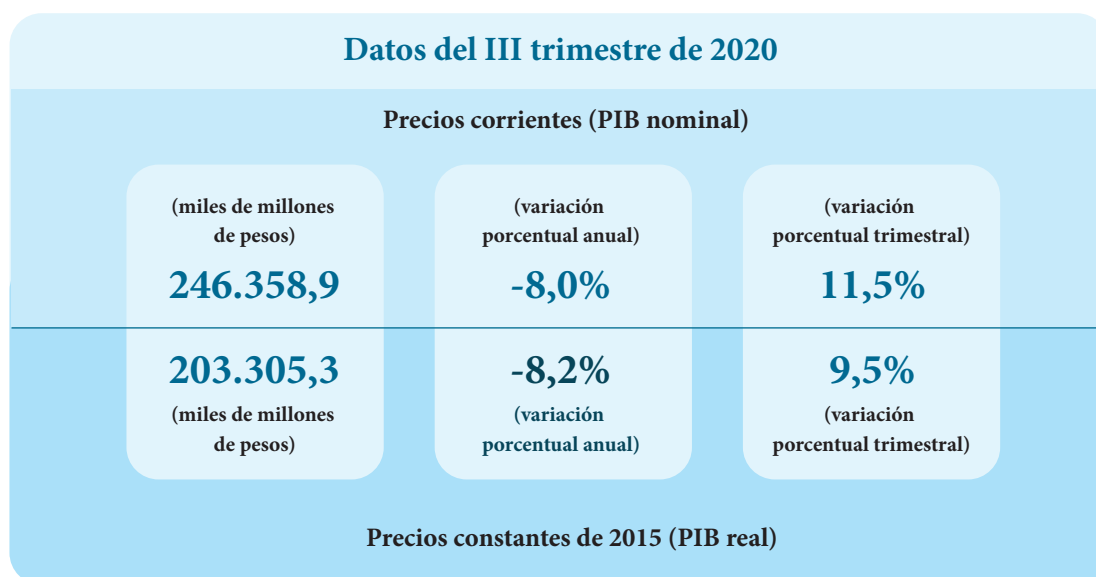 Datos del III trimestre de 2020
Precios corrientes (PIB nominal)
(miles de millones
de pesos)
246.358,9
(variación
porcentual anual)
-8,0%
(variación
porcentual trimestral)
11,5%
203.305,3
(miles de millones
de pesos)
-8,2%
(variación
porcentual anual)
9,5%
(variación
porcentual trimestral)
Precios constantes de 2015 (PIB real)